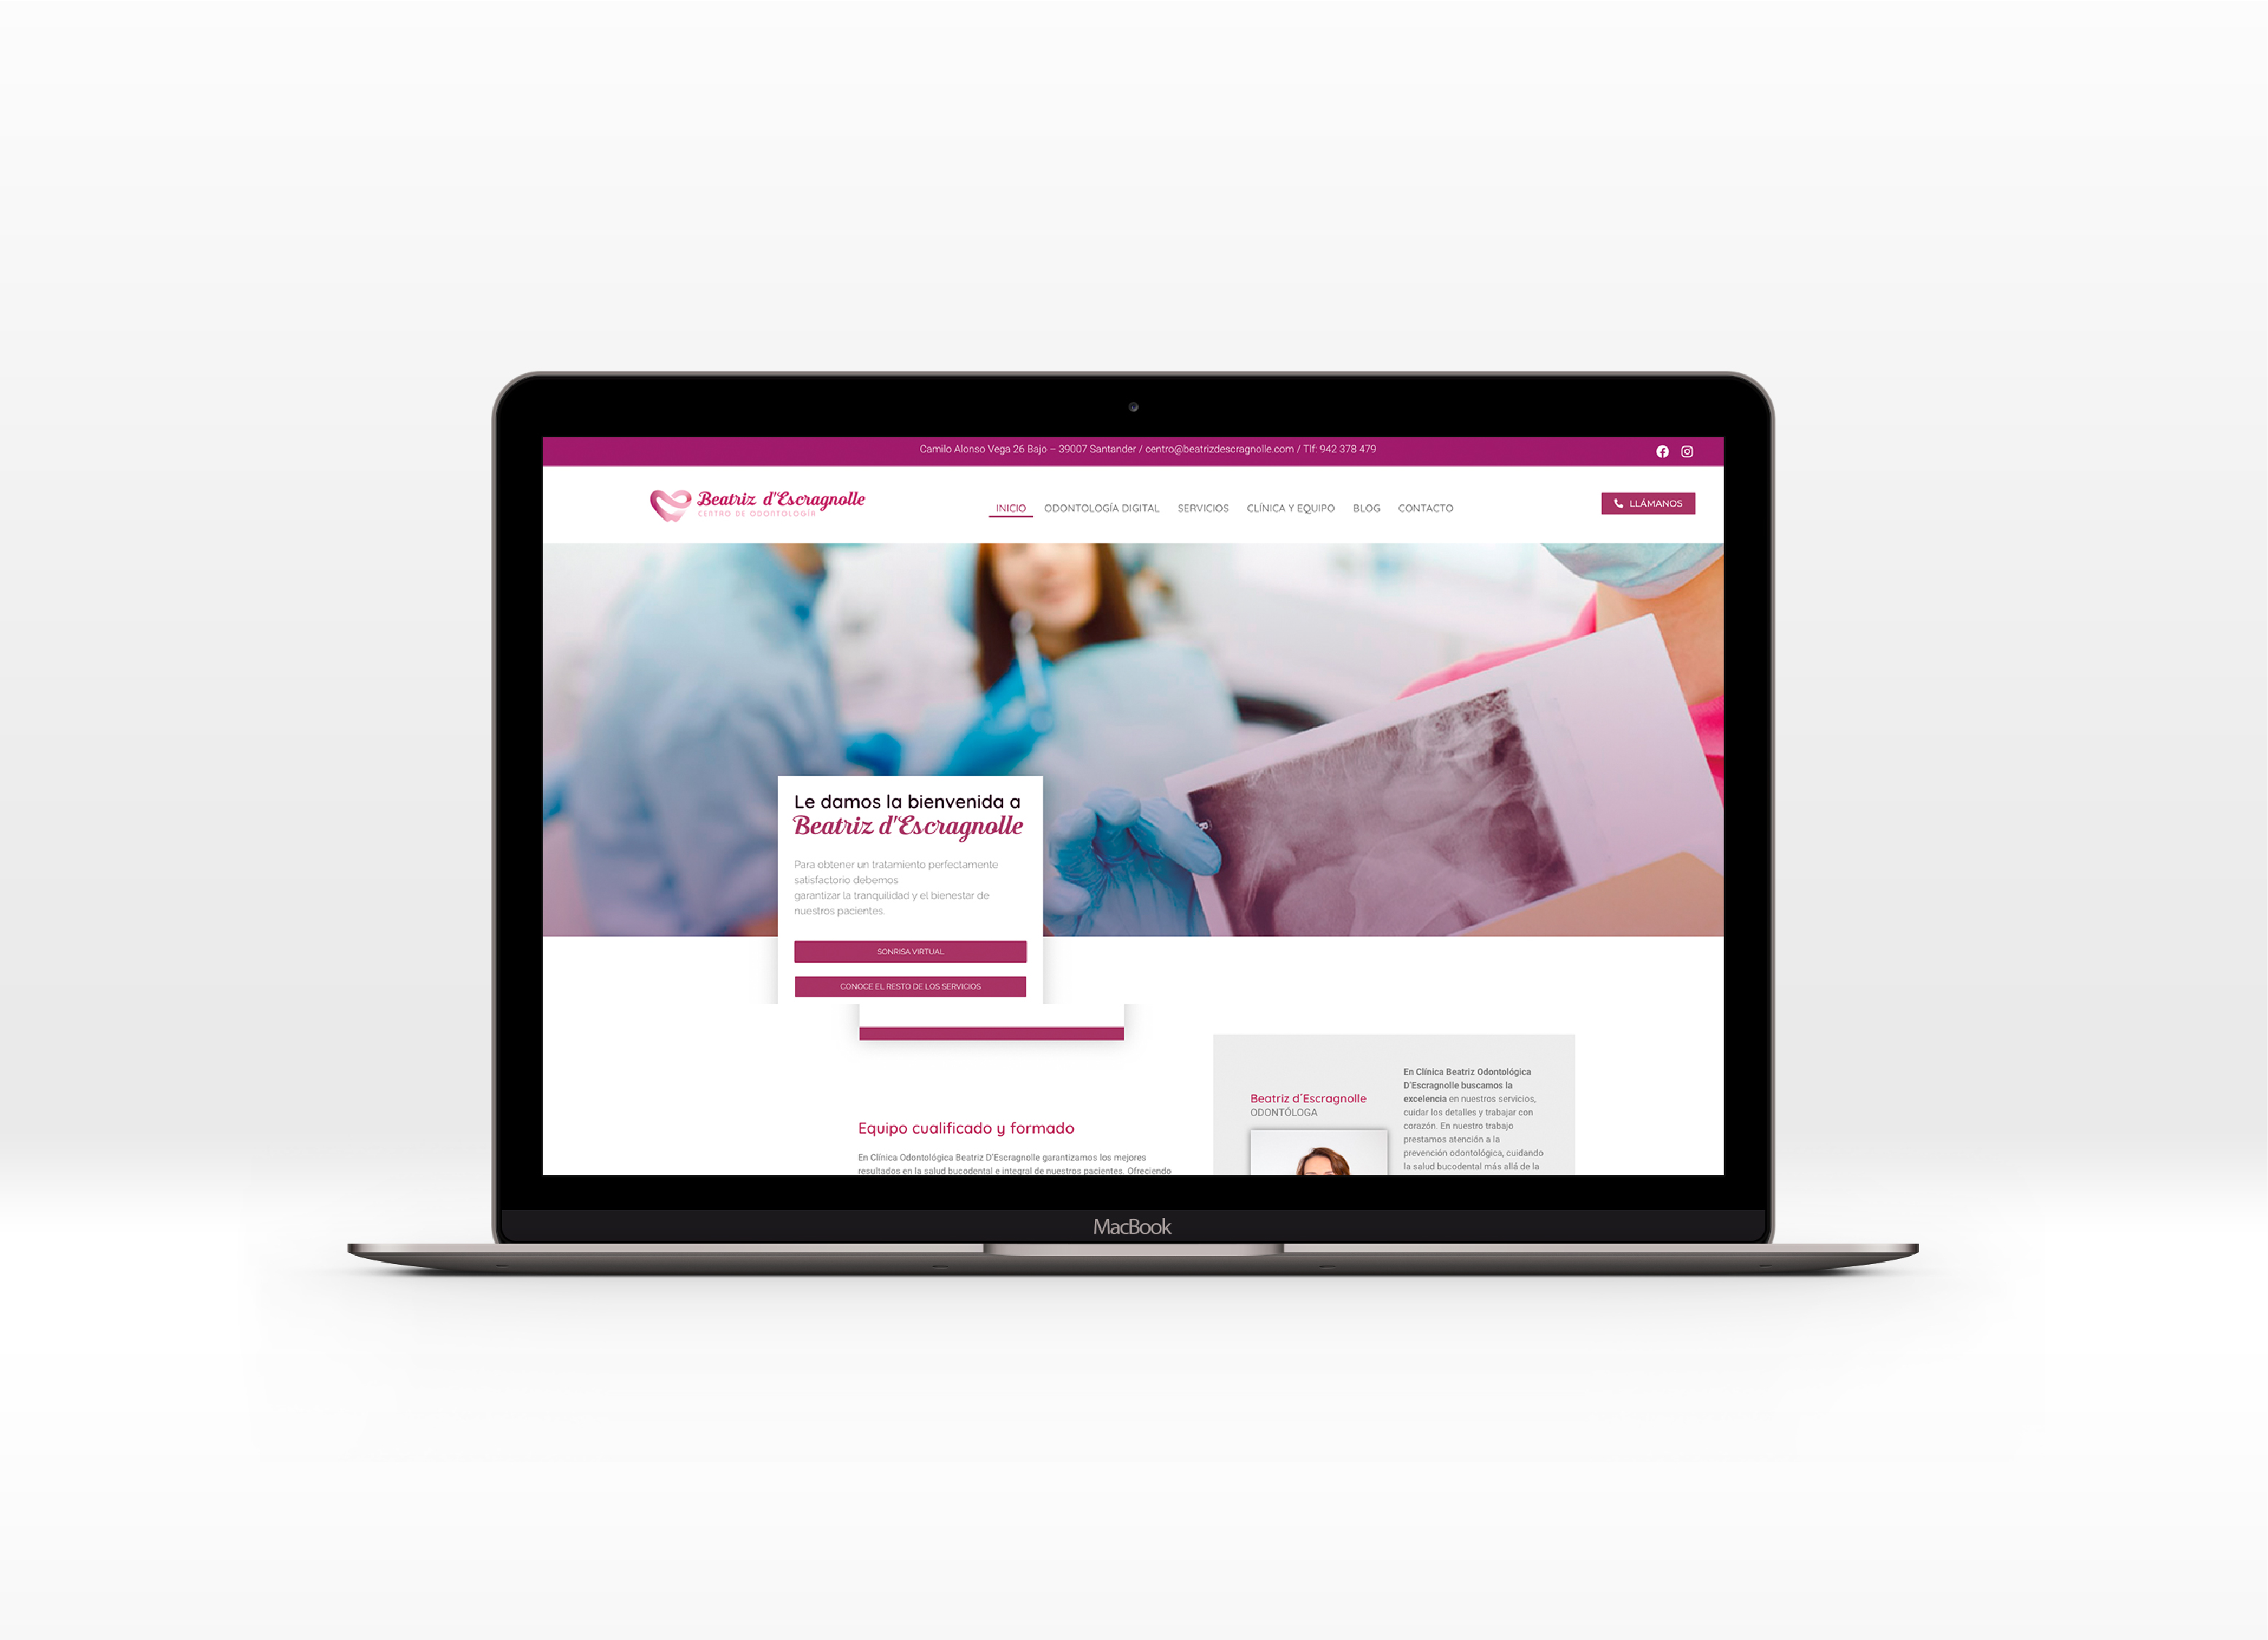 Camilo Alonso Vega 26 Bajo – 39007 Santander / centro@beatrizdescragnolle.com / Tlf: 942 378 479
Beatriz d'Escragnolle
CENTRO DE ODONTOLOGÍA
INICIO ODONTOLOGÍA DIGITAL SERVICIOS CLÍNICA Y EQUIPO BLOG CONTACTO
LLÁMANOS
Le damos la bienvenida a
Beatriz d'Escragnolle
Para obtener un tratamiento perfectamente
satisfactorio debemos
garantizar la tranquilidad y el bienestar de
nuestros pacientes.
SONRISA VIRTUAL
CONOCE EL RESTO DE LOS SERVICIOS
Equipo cualificado y formado
En Clínica Odontológica Beatriz D'Escragnolle garantizamos los mejores
resultados en la salud bucodental e integral de nuestros pacientes. Ofreciendo
Beatriz d´Escragnolle
ODONTÓLOGA
En Clínica Beatriz Odontológica
D'Escragnolle buscamos la
excelencia en nuestros servicios,
cuidar los detalles y trabajar con
corazón. En nuestro trabajo
prestamos atención a la
prevención odontológica, cuidando
la salud bucodental más allá de la
MacBook